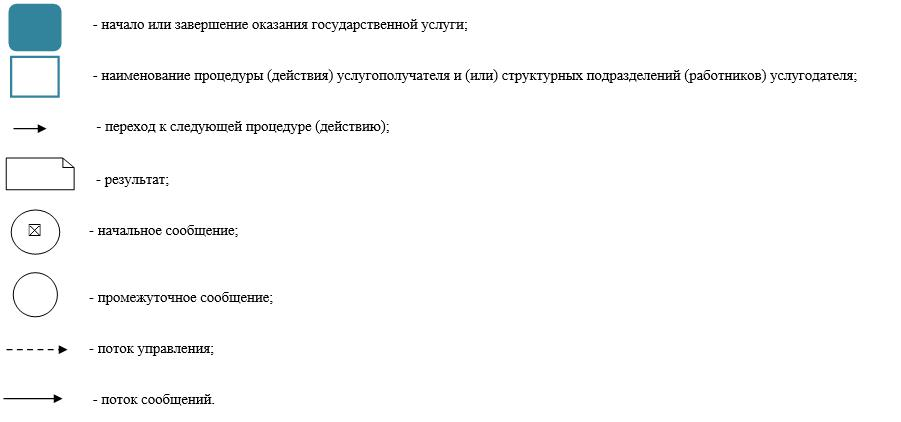 - начало или завершение оказания государственной услуги;
- наименование процедуры (действия) услугополучателя и (или) структурных подразделений (работников) услугодателя;
- переход к следующей процедуре (действию);
- результат;
- начальное сообщение;
- промежуточное сообщение;
- поток управления;
- поток сообщений.